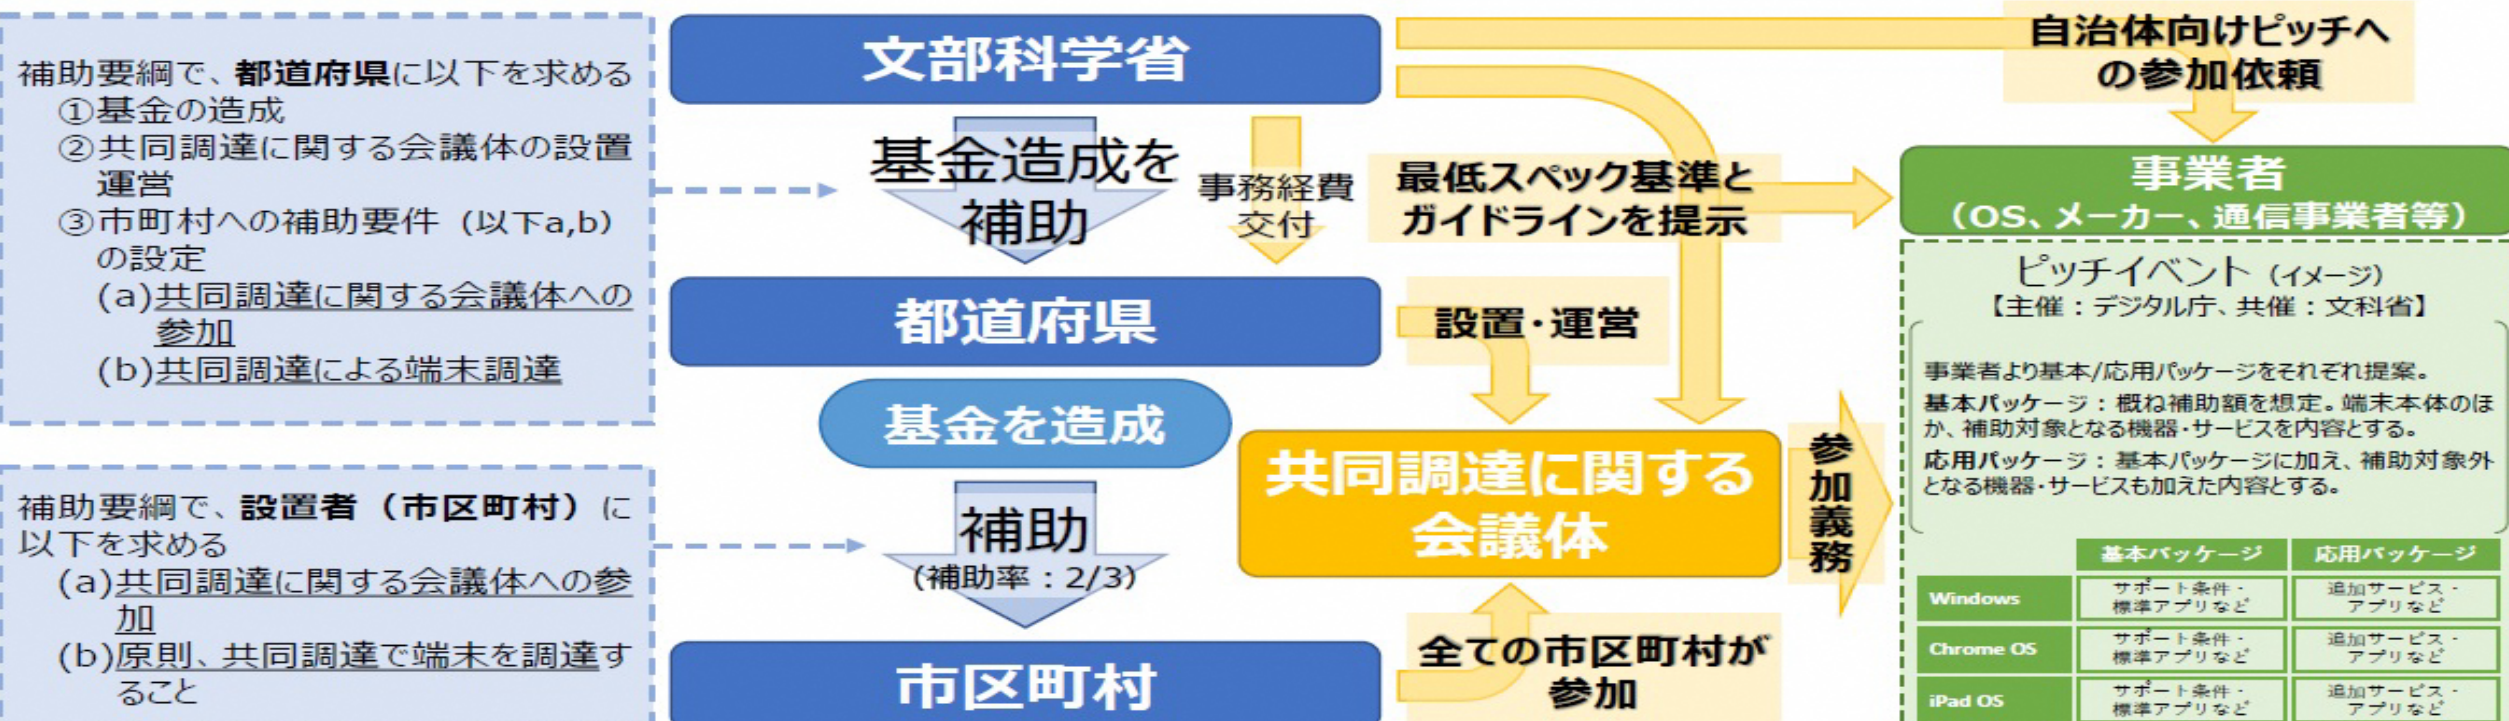 補助要綱で、都道府県に以下を求める
①基金の造成
②共同調達に関する会議体の設置
運営
③市町村への補助要件（以下a,b）
の設定
(a)共同調達に関する会議体への
参加
(b)共同調達による端末調達
補助要綱で、設置者（市区町村）に
以下を求める
(a)共同調達に関する会議体への参
加
(b)原則、共同調達で端末を調達す
ること
文部科学省
基金造成を
補助
事務経費
交付
最低スペック基準と
ガイドラインを提示
自治体向けピッチへ
の参加依頼
都道府県
設置・運営
基金を造成
補助
（補助率：2/3）
共同調達に関する
会議体
参加義務
市区町村
全ての市区町村が
参加
事業者
（OS、メーカー、通信事業者等）
ピッチイベント（イメージ）
【主催：デジタル庁、共催：文科省】
事業者より基本/応用パッケージをそれぞれ提案。
基本パッケージ：概ね補助額を想定。端末本体のほ
か、補助対象となる機器・サービスを内容とする。
応用パッケージ：基本パッケージに加え、補助対象外
となる機器・サービスも加えた内容とする。
基本パッケージ 応用パッケージ
Windows サポート条件・標準アプリなど 追加サービス・アプリなど
Chrome OS サポート条件・標準アプリなど 追加サービス・アプリなど
iPad OS サポート条件・標準アプリなど 追加サービス・アプリなど